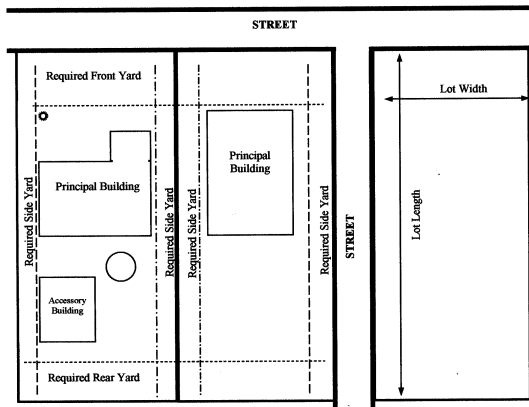 STREET
Required Front Yard
Lot Width
Principal
Building
Principal Building
Required Side Yard
Required Side Yard
Required Side Yard
Required Side Yard
STREET
Lot Length
Accessory
Building
Required Rear Yard